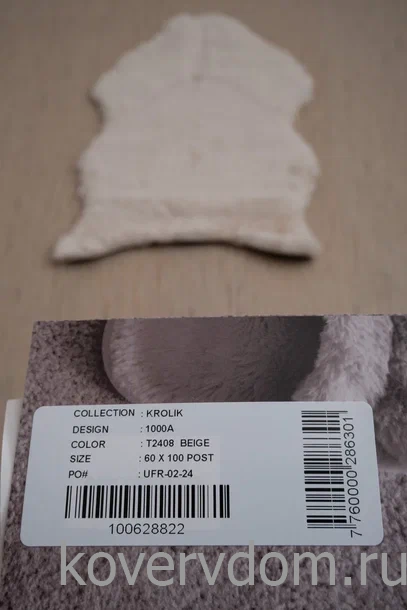 COLLECTION : KROLIK
DESIGN : 1000A
COLOR : T2408 BEIGE
SIZE : 60 X 100 POST
PO# : UFR-02-24
100628822
7 760000 286301
kovervdom.ru